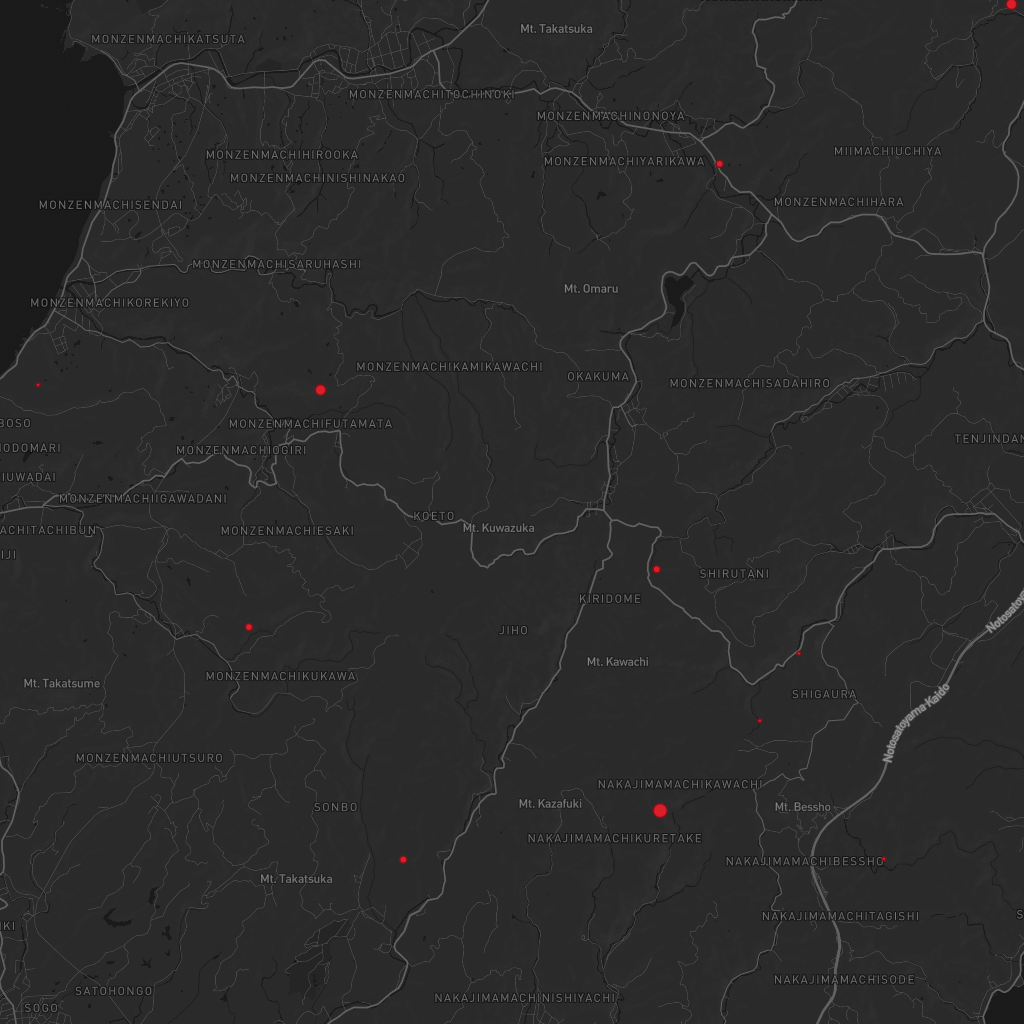 Mt. Takatsuka
MONZENMACHIKATSUTA
MONZENMACHITOCHINOKI
MONZENMACHINONOYA
MIIMACHIUCHIYA
MONZENMACHIHIROOKA
MONZENMACHIYARIKAWA
MONZENMACHINISHINAKAO
MONZENMACHISENDAI
MONZENMACHIHARA
MONZENMACHISARUHASHI
Mt. Omaru
MONZENMACHIKOREKIYO
MONZENMACHIKAMIKAWACHI
OKAKUMA
MONZENMACHISADAHIRO
BOSO
MONZENMACHIFUTAMATA
TENJINDAN
ODOMARI
MONZENMACHIOGIRI
IUWADAI
MONZENMACHIIGAWADANI
KOETO
Mt. Kuwazuka
ACHITACHIBUN
MONZENMACHIESAKI
IJI
SHIRUTANI
KIRIDOME
Notosatoy
JIHO
Mt. Kawachi
MONZENMACHIKUKAWA
Mt. Takatsume
SHIGAURA
Notosatoyama Kaido
MONZENMACHIUTSURO
NAKAJIMAMACHIKAWACHI
SONBO
Mt. Kazafuki
Mt. Bessho
NAKAJIMAMACHIKURETAKE
NAKAJIMAMACHIBESSHO
Mt. Takatsuka
NAKAJIMAMACHITAGISHI
S
IKI
NAKAJIMAMACHISODE
SATOHONGO
NAKAJIMAMACHINISHIYACHI
SOGO